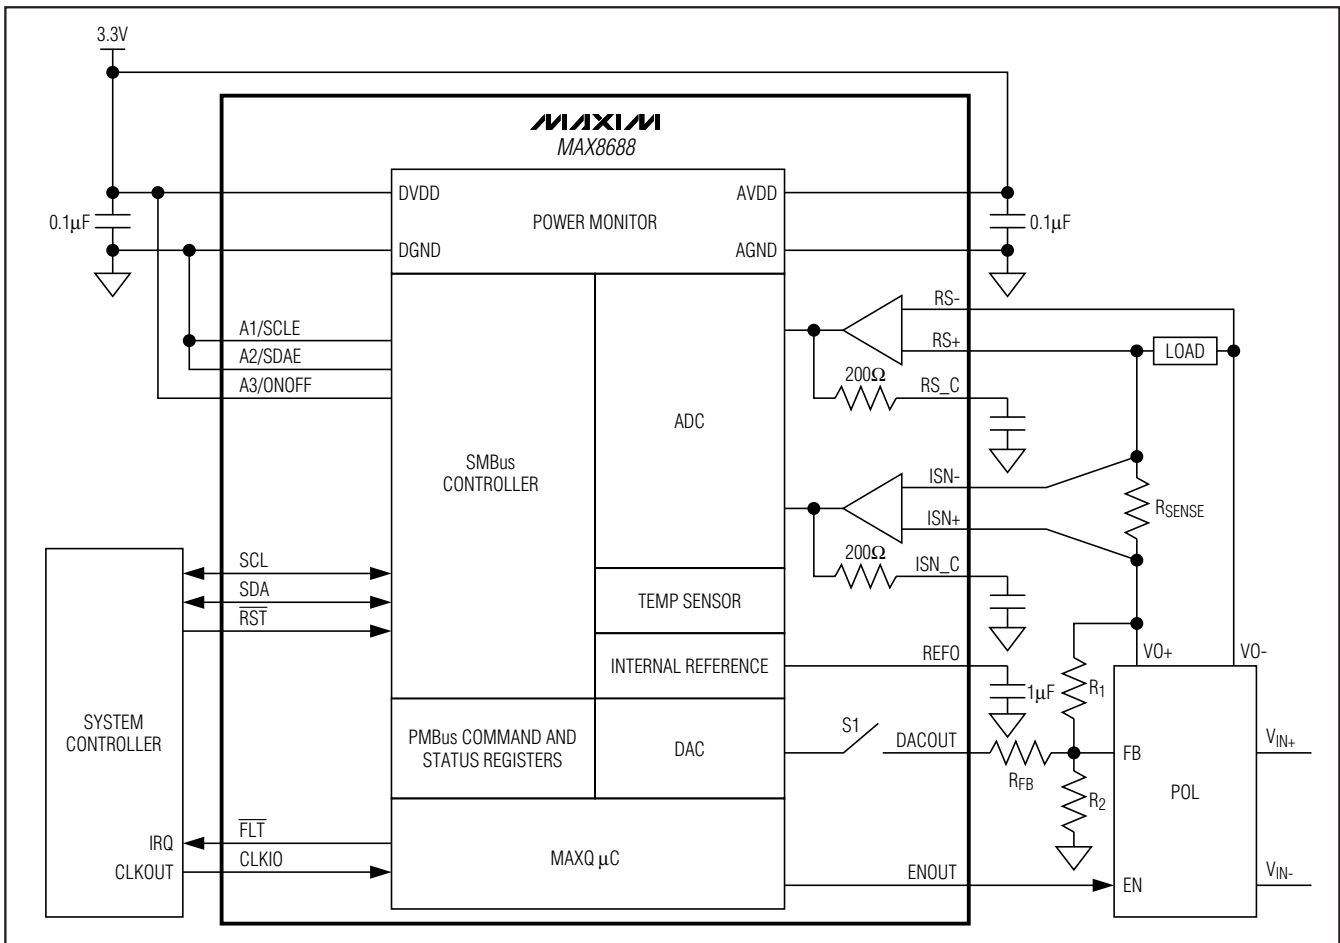 3.3V
MAXIM
MAX8688
DVDD
AVDD
0.1µF
POWER MONITOR
0.1µF
DGND
AGND
RS-
A1/SCLE
RS+
LOAD
A2/SDAE
200Ω
A3/ONOFF
RS_C
ADC
SMBus
CONTROLLER
ISN-
RSENSE
ISN+
200Ω
SCL
ISN_C
SDA
TEMP SENSOR
RST
REFO
VO+
VO-
INTERNAL REFERENCE
1µF
R1
SYSTEM
CONTROLLER
PMBus COMMAND AND
STATUS REGISTERS
DAC
S1
DACOUT
RFB
FB
VIN+
R2
POL
FLT
IRQ
CLKIO
CLKOUT
MAXQ µC
ENOUT
EN
VIN-